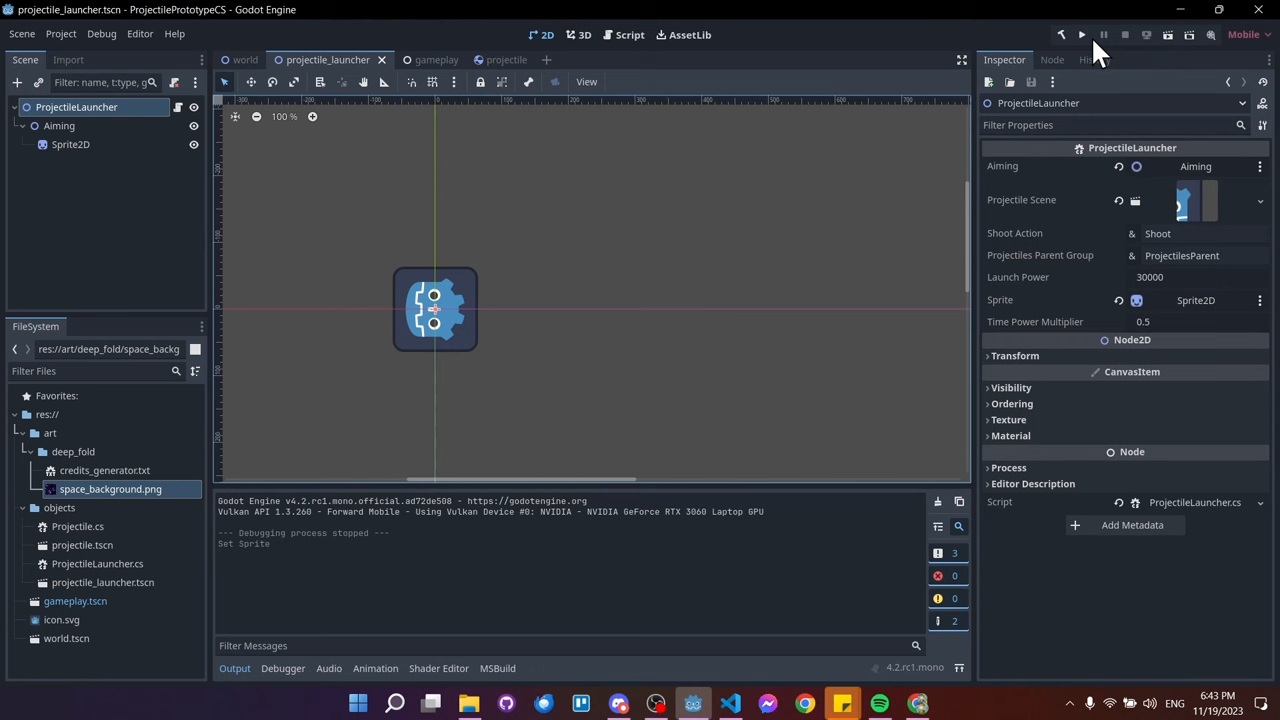 projectile_launcher.tscn - ProjectilePrototypeCS - Godot Engine
Scene Project Debug Editor Help
2D 3D Script AssetLib
Mobile
Scene Import
world projectile_launcher gameplay projectile
Inspector Node
Filter: name, t:type, g
View
ProjectileLauncher
Aiming
Sprite2D
100 %
ProjectileLauncher
Filter Properties
ProjectileLauncher
Aiming Aiming
Projectile Scene
Shoot Action & Shoot
Projectiles Parent Group & ProjectilesParent
Launch Power 30000
Sprite Sprite2D
Time Power Multiplier 0.5
Node2D
Transform
CanvasItem
Visibility
Ordering
Texture
Material
Node
Process
Editor Description
Script ProjectileLauncher.cs
Add Metadata
FileSystem
res://art/deep_fold/space_backg
Filter Files
Favorites:
res://
art
deep_fold
credits_generator.txt
space_background.png
objects
Projectile.cs
projectile.tscn
ProjectileLauncher.cs
projectile_launcher.tscn
gameplay.tscn
icon.svg
world.tscn
Godot Engine v4.2.rc1.mono.official.ad72de508 - https://godotengine.org
Vulkan API 1.3.260 - Forward Mobile - Using Vulkan Device #0: NVIDIA - NVIDIA GeForce RTX 3060 Laptop GPU
--- Debugging process stopped ---
Set Sprite
3
0
0
2
Filter Messages
Output Debugger Audio Animation Shader Editor MSBuild
4.2.rc1.mono
6:43 PM
11/19/2023